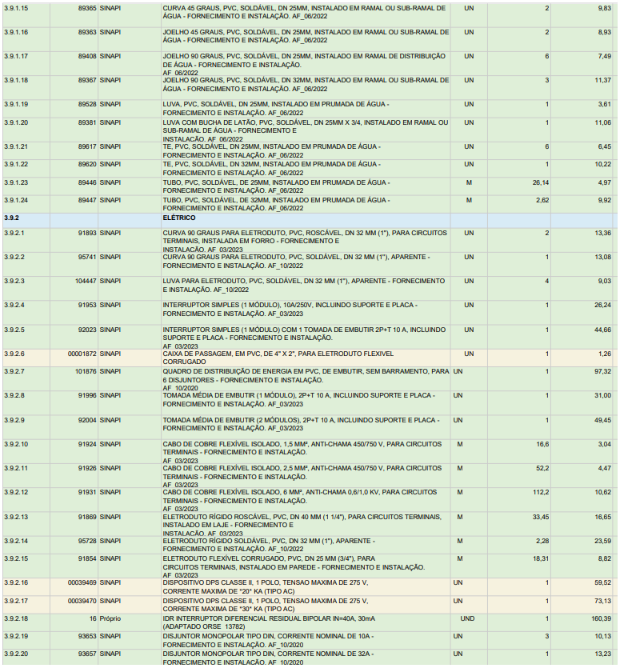 3.9.1.15 89365 SINAPI CURVA 45 GRAUS, PVC, SOLDÁVEL, DN 25MM, INSTALADO EM RAMAL OU SUB-RAMAL DE UN 2 9,83
ÁGUA - FORNECIMENTO E INSTALAÇÃO. AF_06/2022
3.9.1.16 89363 SINAPI JOELHO 45 GRAUS, PVC, SOLDÁVEL, DN 25MM, INSTALADO EM RAMAL OU SUB-RAMAL DE UN 2 8,93
ÁGUA - FORNECIMENTO E INSTALAÇÃO. AF_06/2022
3.9.1.17 89408 SINAPI JOELHO 90 GRAUS, PVC, SOLDÁVEL, DN 25MM, INSTALADO EM RAMAL DE DISTRIBUIÇÃO UN 6 7,49
DE ÁGUA - FORNECIMENTO E INSTALAÇÃO.
AF_06/2022
3.9.1.18 89367 SINAPI JOELHO 90 GRAUS, PVC, SOLDÁVEL, DN 32MM, INSTALADO EM RAMAL OU SUB-RAMAL DE UN 3 11,37
ÁGUA - FORNECIMENTO E INSTALAÇÃO. AF_06/2022
3.9.1.19 89528 SINAPI LUVA, PVC, SOLDÁVEL, DN 25MM, INSTALADO EM PRUMADA DE ÁGUA - UN 1 3,61
FORNECIMENTO E INSTALAÇÃO. AF_06/2022
3.9.1.20 89381 SINAPI LUVA COM BUCHA DE LATÃO, PVC, SOLDÁVEL, DN 25MM X 3/4, INSTALADO EM RAMAL OU UN 1 11,06
SUB-RAMAL DE ÁGUA - FORNECIMENTO E
INSTALAÇÃO. AF_06/2022
3.9.1.21 89617 SINAPI TE, PVC, SOLDÁVEL, DN 25MM, INSTALADO EM PRUMADA DE ÁGUA - UN 6 6,45
FORNECIMENTO E INSTALAÇÃO. AF_06/2022
3.9.1.22 89620 SINAPI TE, PVC, SOLDÁVEL, DN 32MM, INSTALADO EM PRUMADA DE ÁGUA - UN 1 10,22
FORNECIMENTO E INSTALAÇÃO. AF_06/2022
3.9.1.23 89446 SINAPI TUBO, PVC, SOLDÁVEL, DE 25MM, INSTALADO EM PRUMADA DE ÁGUA - M 26,14 4,97
FORNECIMENTO E INSTALAÇÃO. AF_06/2022
3.9.1.24 89447 SINAPI TUBO, PVC, SOLDÁVEL, DE 32MM, INSTALADO EM PRUMADA DE ÁGUA - M 2,62 9,92
FORNECIMENTO E INSTALAÇÃO. AF_06/2022
3.9.2 ELÉTRICO
3.9.2.1 91893 SINAPI CURVA 90 GRAUS PARA ELETRODUTO, PVC, ROSCÁVEL, DN 32 MM (1"), PARA CIRCUITOS UN 2 13,36
TERMINAIS, INSTALADA EM FORRO - FORNECIMENTO E
INSTALAÇÃO. AF_03/2023
3.9.2.2 95741 SINAPI CURVA 90 GRAUS PARA ELETRODUTO, PVC, SOLDÁVEL, DN 32 MM (1"), APARENTE - UN 1 13,08
FORNECIMENTO E INSTALAÇÃO. AF_10/2022
3.9.2.3 104447 SINAPI LUVA PARA ELETRODUTO, PVC, SOLDÁVEL, DN 32 MM (1"), APARENTE - FORNECIMENTO UN 4 9,03
E INSTALAÇÃO. AF_10/2022
3.9.2.4 91953 SINAPI INTERRUPTOR SIMPLES (1 MÓDULO), 10A/250V, INCLUINDO SUPORTE E PLACA - UN 1 26,24
FORNECIMENTO E INSTALAÇÃO. AF_03/2023
3.9.2.5 92023 SINAPI INTERRUPTOR SIMPLES (1 MÓDULO) COM 1 TOMADA DE EMBUTIR 2P+T 10 A, INCLUINDO UN 1 44,66
SUPORTE E PLACA - FORNECIMENTO E INSTALAÇÃO.
AF_03/2023
3.9.2.6 00001872 SINAPI CAIXA DE PASSAGEM, EM PVC, DE 4" X 2", PARA ELETRODUTO FLEXIVEL UN 1 1,26
CORRUGADO
3.9.2.7 101876 SINAPI QUADRO DE DISTRIBUIÇÃO DE ENERGIA EM PVC, DE EMBUTIR, SEM BARRAMENTO, PARA UN 1 97,32
6 DISJUNTORES - FORNECIMENTO E INSTALAÇÃO.
AF_10/2020
3.9.2.8 91996 SINAPI TOMADA MÉDIA DE EMBUTIR (1 MÓDULO), 2P+T 10 A, INCLUINDO SUPORTE E PLACA - UN 1 31,00
FORNECIMENTO E INSTALAÇÃO. AF_03/2023
3.9.2.9 92004 SINAPI TOMADA MÉDIA DE EMBUTIR (2 MÓDULOS), 2P+T 10 A, INCLUINDO SUPORTE E PLACA - UN 1 49,45
FORNECIMENTO E INSTALAÇÃO. AF_03/2023
3.9.2.10 91924 SINAPI CABO DE COBRE FLEXÍVEL ISOLADO, 1,5 MM², ANTI-CHAMA 450/750 V, PARA CIRCUITOS M 16,6 3,04
TERMINAIS - FORNECIMENTO E INSTALAÇÃO.
AF_03/2023
3.9.2.11 91926 SINAPI CABO DE COBRE FLEXÍVEL ISOLADO, 2,5 MM², ANTI-CHAMA 450/750 V, PARA CIRCUITOS M 52,2 4,47
TERMINAIS - FORNECIMENTO E INSTALAÇÃO.
AF_03/2023
3.9.2.12 91931 SINAPI CABO DE COBRE FLEXÍVEL ISOLADO, 6 MM², ANTI-CHAMA 0,6/1,0 KV, PARA CIRCUITOS M 112,2 10,62
TERMINAIS - FORNECIMENTO E INSTALAÇÃO.
AF_03/2023
3.9.2.13 91869 SINAPI ELETRODUTO RÍGIDO ROSCÁVEL, PVC, DN 40 MM (1 1/4"), PARA CIRCUITOS TERMINAIS, M 33,45 16,65
INSTALADO EM LAJE - FORNECIMENTO E
INSTALAÇÃO. AF_03/2023
3.9.2.14 95728 SINAPI ELETRODUTO RÍGIDO SOLDÁVEL, PVC, DN 32 MM (1"), APARENTE - M 2,28 23,59
FORNECIMENTO E INSTALAÇÃO. AF_10/2022
3.9.2.15 91854 SINAPI ELETRODUTO FLEXÍVEL CORRUGADO, PVC, DN 25 MM (3/4"), PARA M 18,31 8,82
CIRCUITOS TERMINAIS, INSTALADO EM PAREDE - FORNECIMENTO E INSTALAÇÃO.
AF_03/2023
3.9.2.16 00039469 SINAPI DISPOSITIVO DPS CLASSE II, 1 POLO, TENSAO MAXIMA DE 275 V, UN 1 59,52
CORRENTE MAXIMA DE *20* KA (TIPO AC)
3.9.2.17 00039470 SINAPI DISPOSITIVO DPS CLASSE II, 1 POLO, TENSAO MAXIMA DE 275 V, UN 1 73,13
CORRENTE MAXIMA DE *30* KA (TIPO AC)
3.9.2.18 16 Próprio IDR INTERRUPTOR DIFERENCIAL RESIDUAL BIPOLAR IN=40A, 30mA UND 1 160,39
(ADAPTADO ORSE 13782)
3.9.2.19 93653 SINAPI DISJUNTOR MONOPOLAR TIPO DIN, CORRENTE NOMINAL DE 10A - UN 3 10,13
FORNECIMENTO E INSTALAÇÃO. AF_10/2020
3.9.2.20 93657 SINAPI DISJUNTOR MONOPOLAR TIPO DIN, CORRENTE NOMINAL DE 32A - UN 1 13,23
FORNECIMENTO E INSTALAÇÃO. AF_10/2020